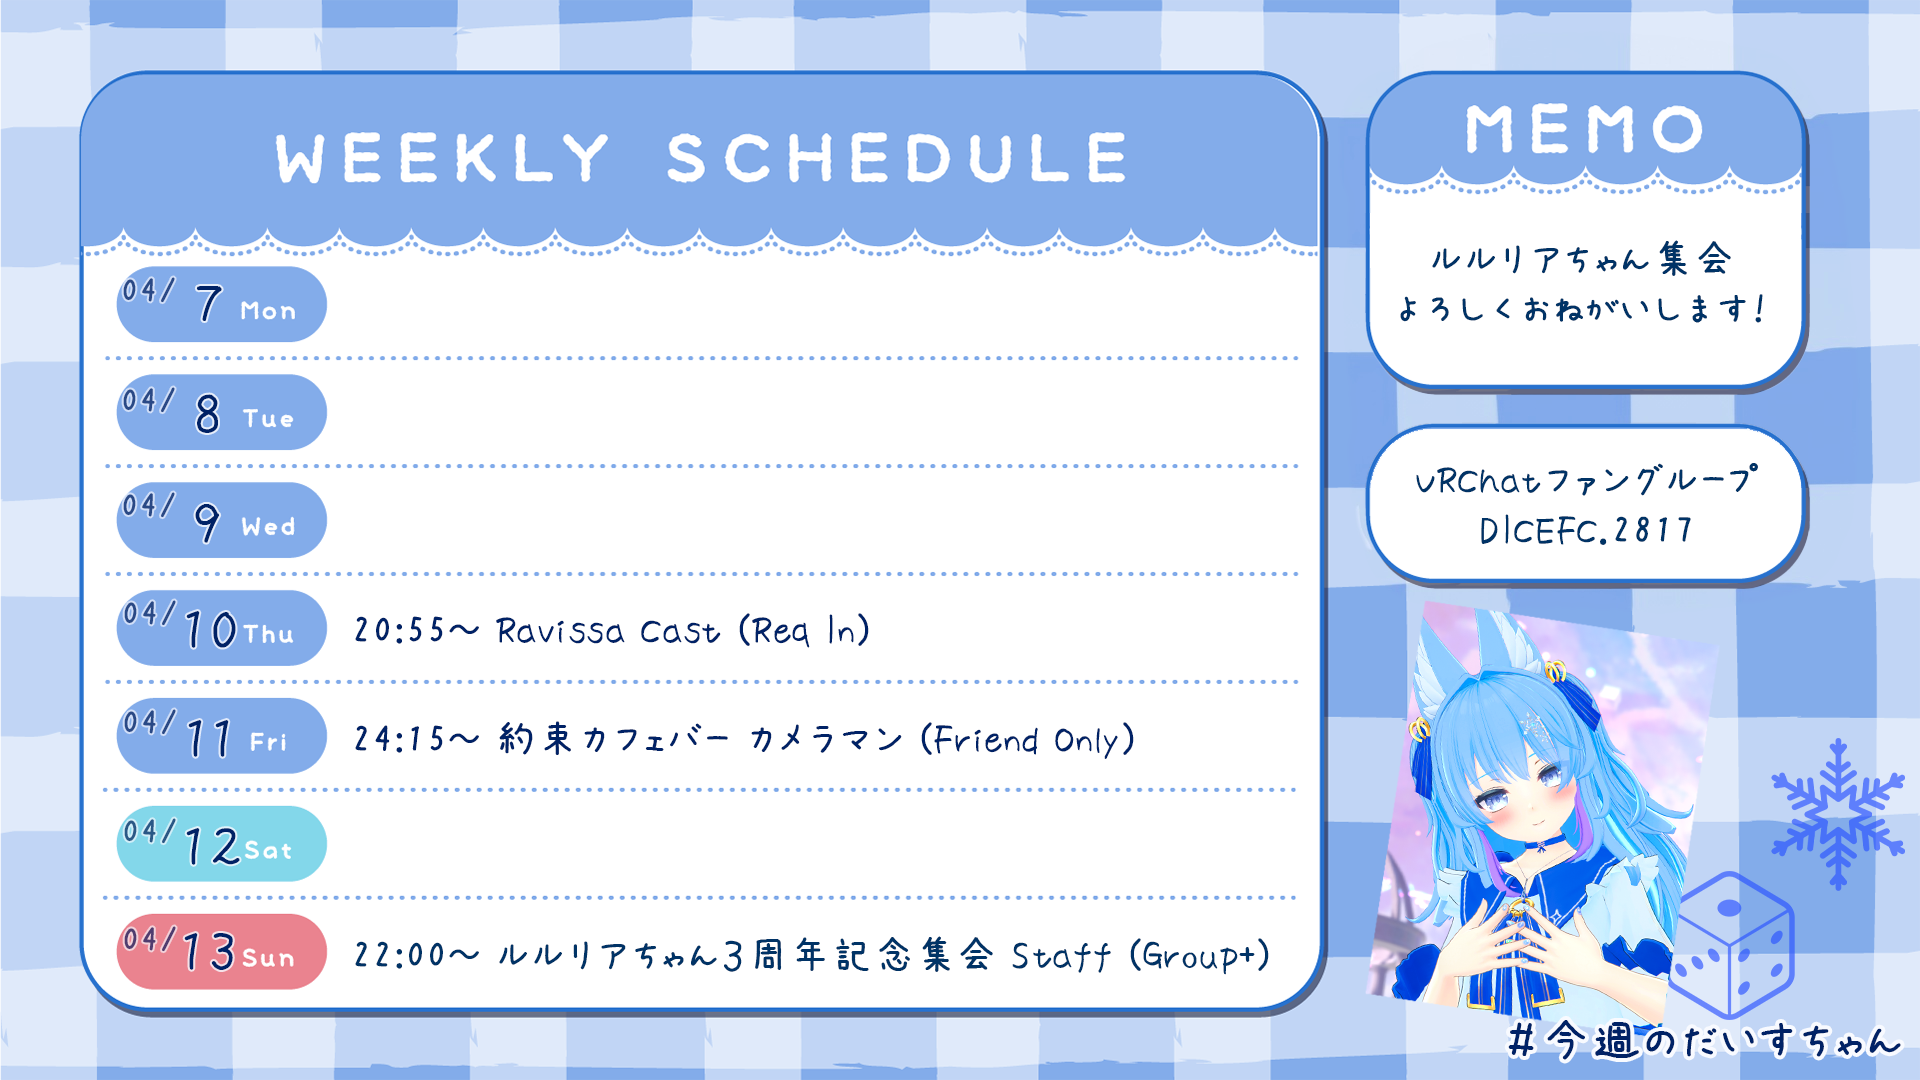 WEEKLY SCHEDULE
04/ 7 Mon
04/ 8 Tue
04/ 9 Wed
04/ 10 Thu 20:55～ Ravissa Cast (Req In)
04/ 11 Fri 24:15～ 約束カフェバー カメラマン (Friend Only)
04/ 12 Sat
04/ 13 Sun 22:00～ ルルリアちゃん3周年記念集会 Staff (Group+)
MEMO
ルルリアちゃん集会
よろしくおねがいします!
VRChatファングループ
DICEFC.2817
#今週のだいすちゃん